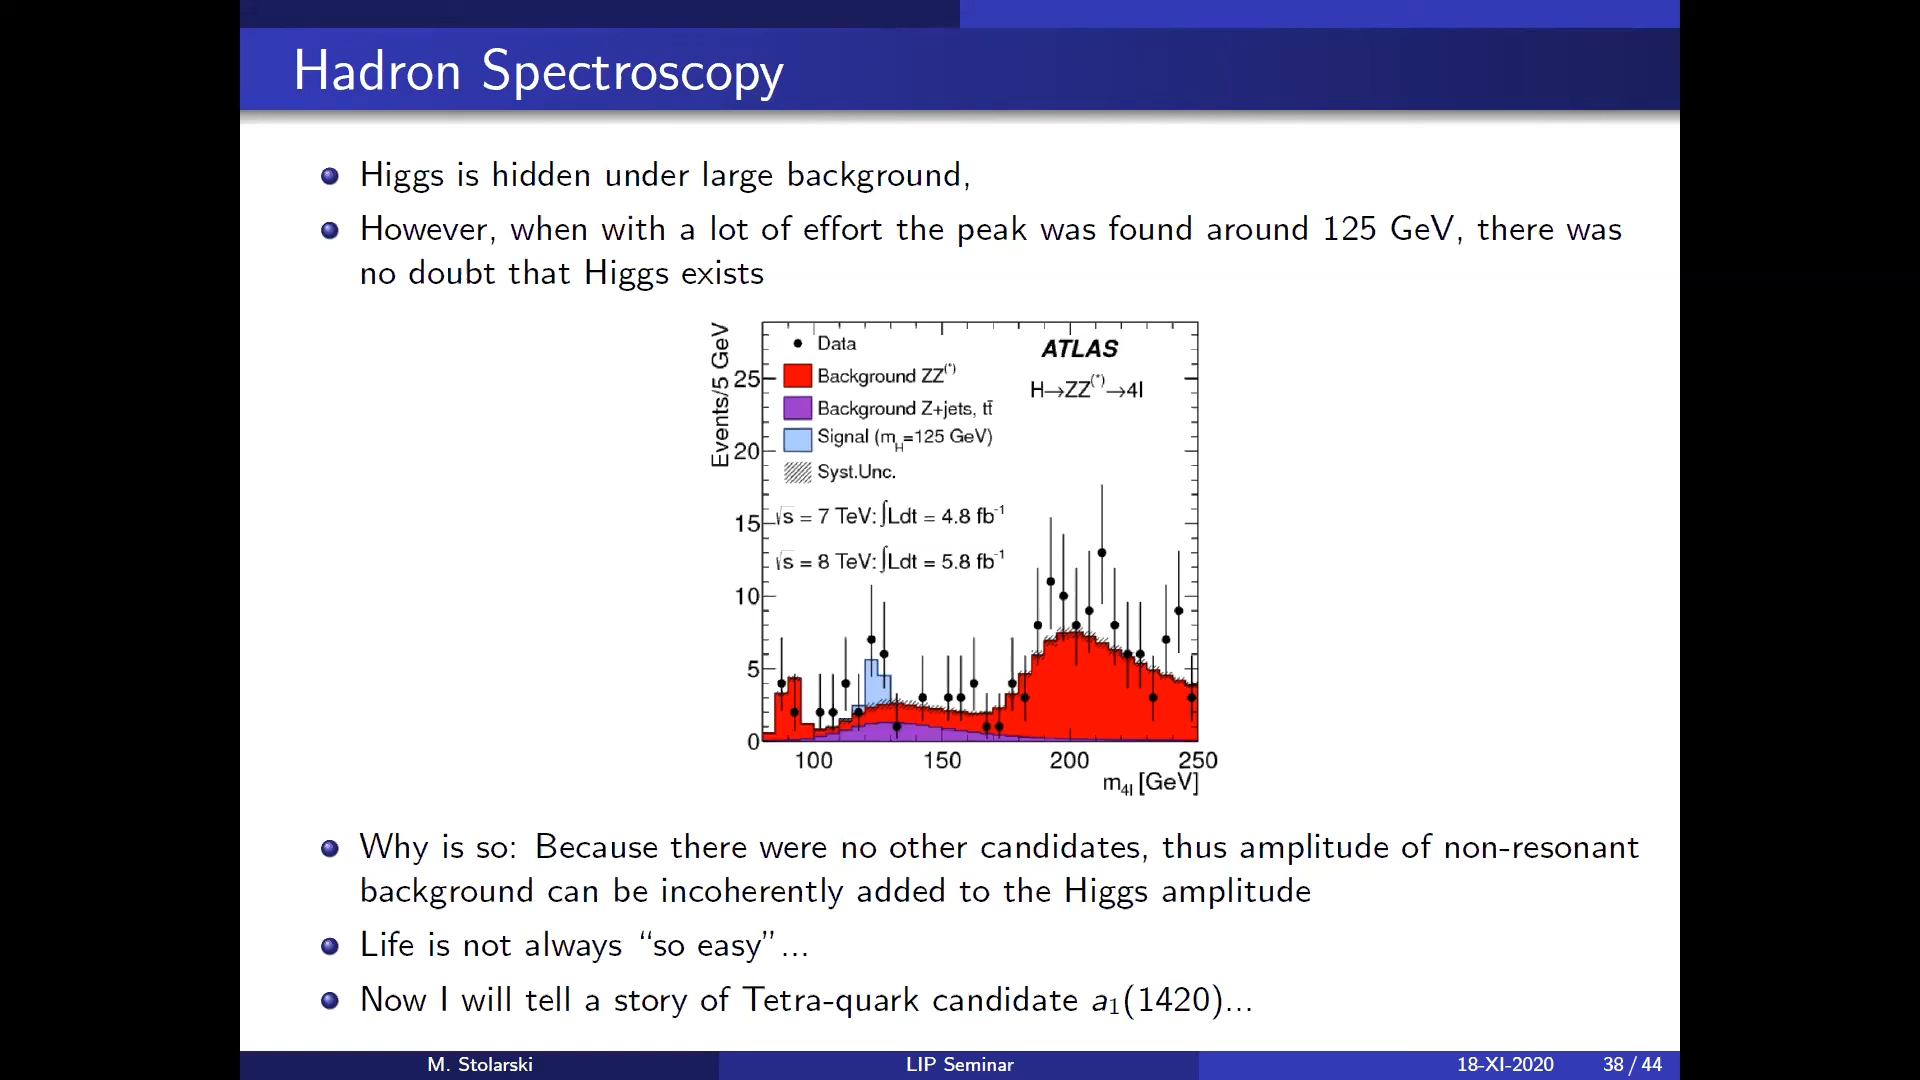 Hadron Spectroscopy
Higgs is hidden under large background,
However, when with a lot of effort the peak was found around 125 GeV, there was
no doubt that Higgs exists
Events/5 GeV
25
20
15
10
5
0
Data
Background ZZ(*)
Background Z+jets, tt̄
Signal (mH=125 GeV)
Syst.Unc.
√s = 7 TeV: ∫Ldt = 4.8 fb-1
√s = 8 TeV: ∫Ldt = 5.8 fb-1
ATLAS
H→ZZ(*)→4l
100 150 200 250
m4l [GeV]
Why is so: Because there were no other candidates, thus amplitude of non-resonant
background can be incoherently added to the Higgs amplitude
Life is not always “so easy”...
Now I will tell a story of Tetra-quark candidate a1(1420)...
M. Stolarski LIP Seminar 18-XI-2020 38 / 44